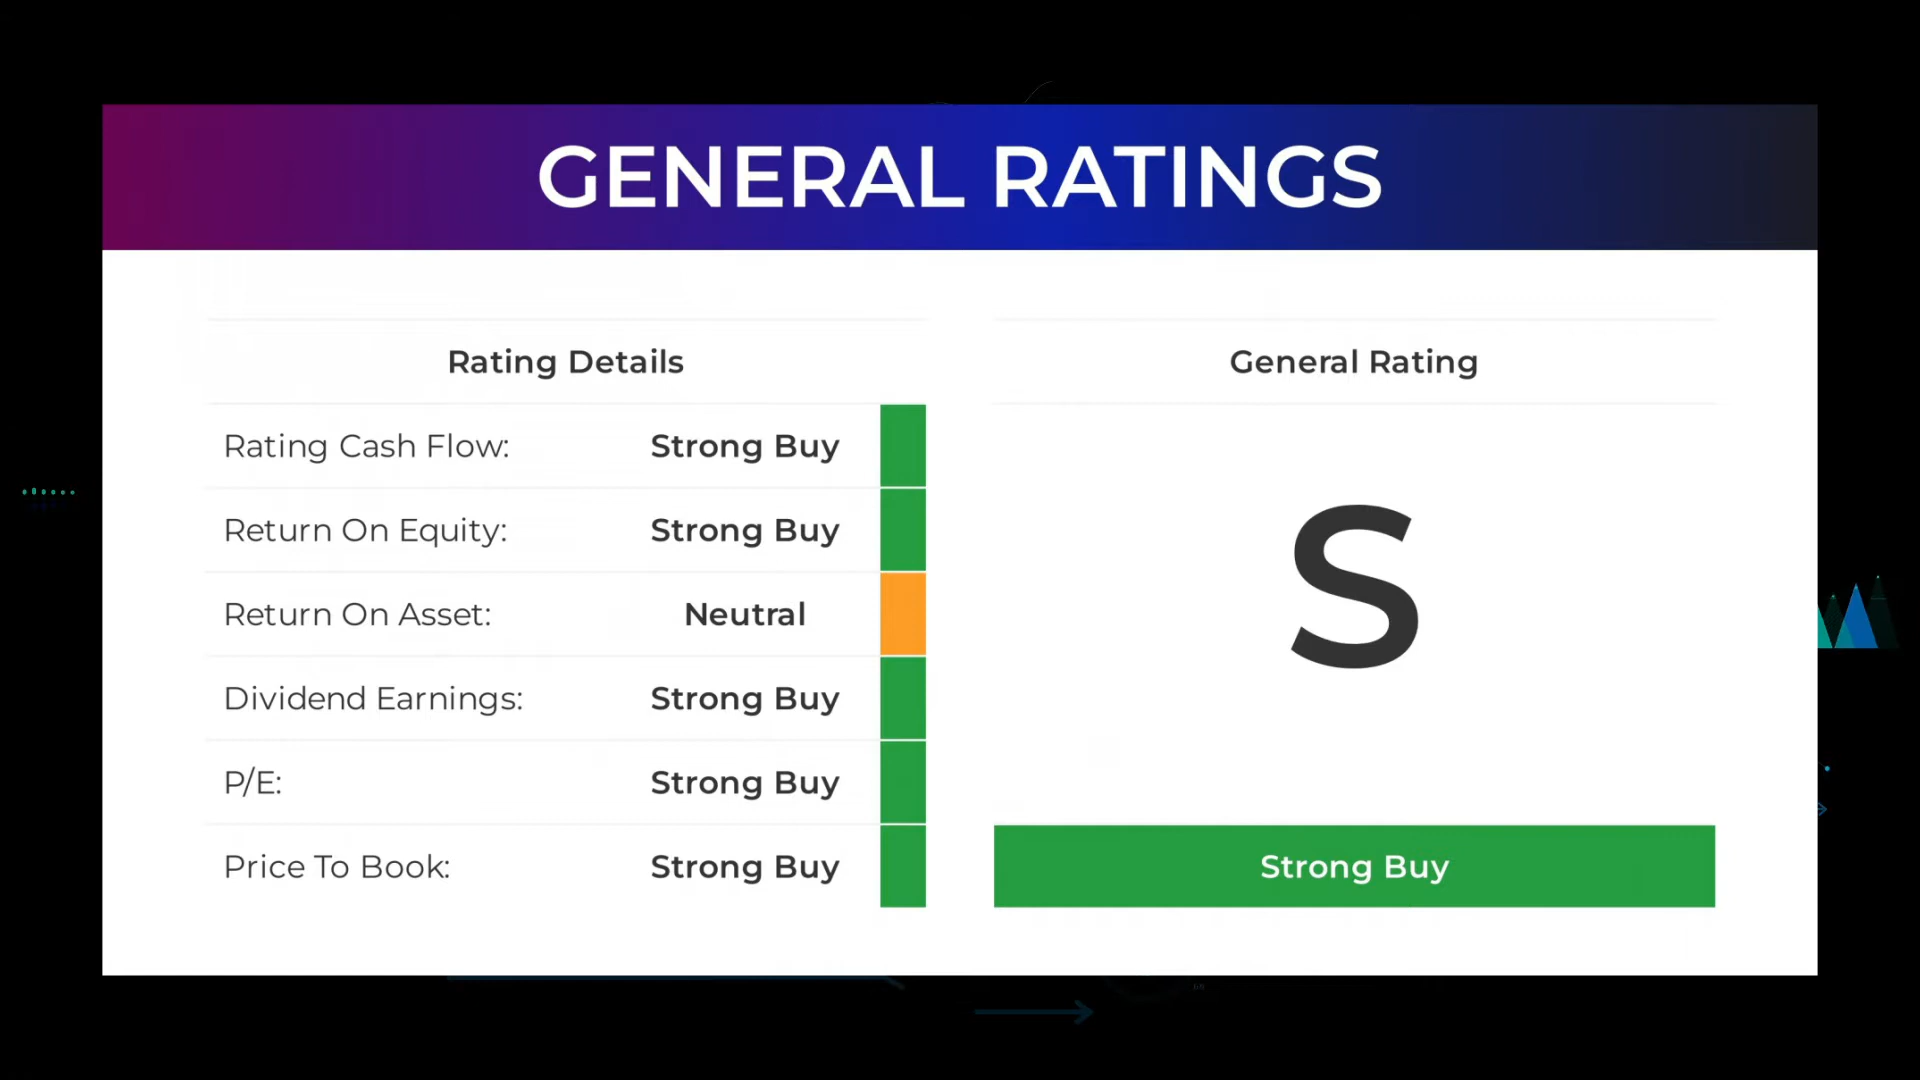 GENERAL RATINGS
Rating Details
Rating Cash Flow: Strong Buy
Return On Equity: Strong Buy
Return On Asset: Neutral
Dividend Earnings: Strong Buy
P/E: Strong Buy
Price To Book: Strong Buy
General Rating
S
Strong Buy